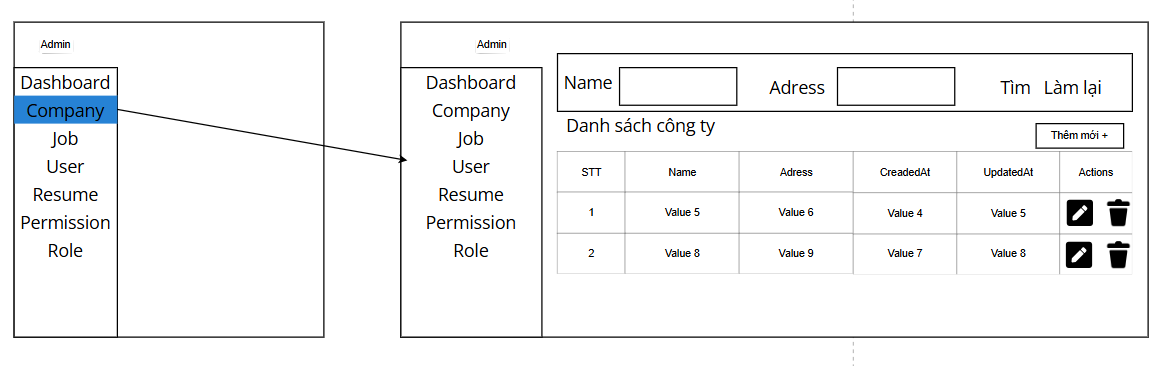 Admin
Dashboard
Company
Job
User
Resume
Permission
Role
Admin
Dashboard
Company
Job
User
Resume
Permission
Role
Name Adress Tìm Làm lại
Danh sách công ty
Thêm mới +
STT Name Adress CreadedAt UpdatedAt Actions
1 Value 5 Value 6 Value 4 Value 5
2 Value 8 Value 9 Value 7 Value 8